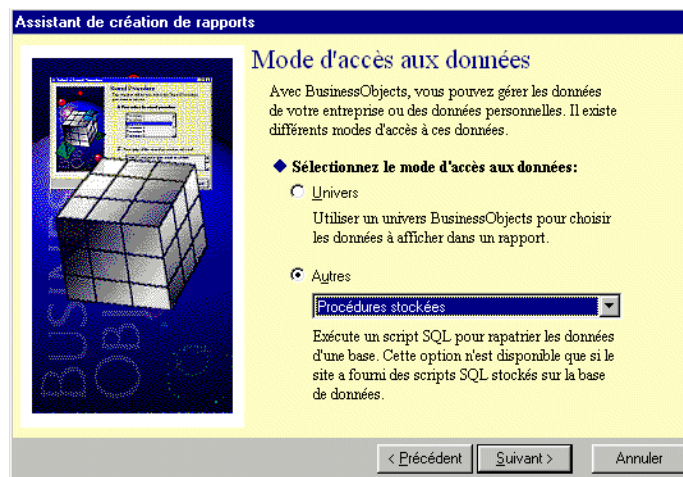 Assistant de création de rapports
Mode d'accès aux données
Avec BusinessObjects, vous pouvez gérer les données
de votre entreprise ou des données personnelles. Il existe
différents modes d'accès à ces données.
Sélectionnez le mode d'accès aux données:
Univers
Utiliser un univers BusinessObjects pour choisir
les données à afficher dans un rapport.
Autres
Procédures stockées
Exécute un script SQL pour rapatrier les données
d'une base. Cette option n'est disponible que si le
site a fourni des scripts SQL stockés sur la base
de données.
BUSIN
OBJ
< Précédent
Suivant >
Annuler